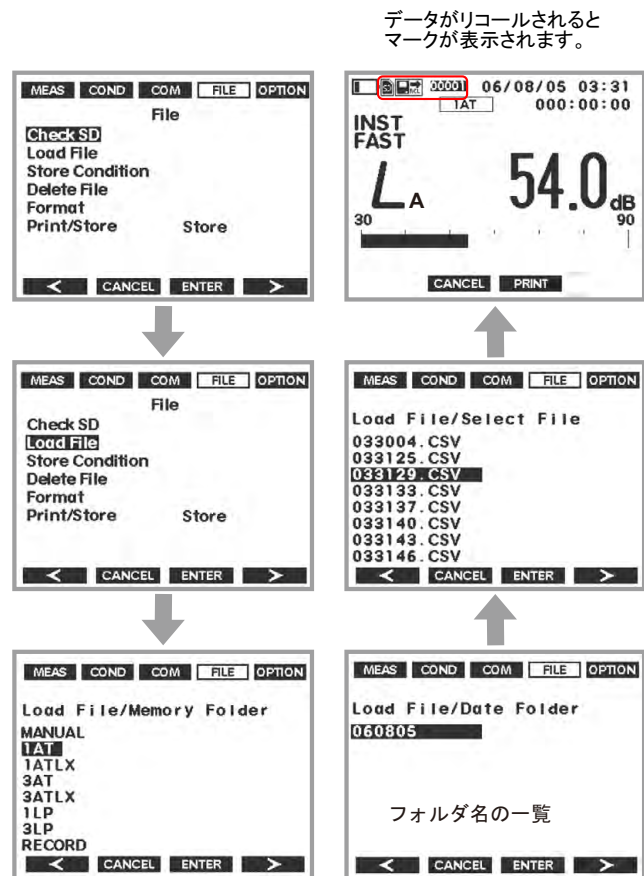 データがリコールされると
マークが表示されます。
MEAS COND COM FILE OPTION
File
Check SD
Load File
Store Condition
Delete File
Format
Print/Store Store
< CANCEL ENTER >
00001 06/08/05 03:31
1AT 000:00:00
INST
FAST
LA 54.0 dB
30 90
CANCEL PRINT
MEAS COND COM FILE OPTION
File
Check SD
Load File
Store Condition
Delete File
Format
Print/Store Store
< CANCEL ENTER >
MEAS COND COM FILE OPTION
Load File/Select File
033004.CSV
033125.CSV
033129.CSV
033133.CSV
033137.CSV
033140.CSV
033143.CSV
033146.CSV
< CANCEL ENTER >
MEAS COND COM FILE OPTION
Load File/Memory Folder
MANUAL
1AT
1ATLX
3AT
3ATLX
1LP
3LP
RECORD
< CANCEL ENTER >
MEAS COND COM FILE OPTION
Load File/Date Folder
060805
フォルダ名の一覧
< CANCEL ENTER >